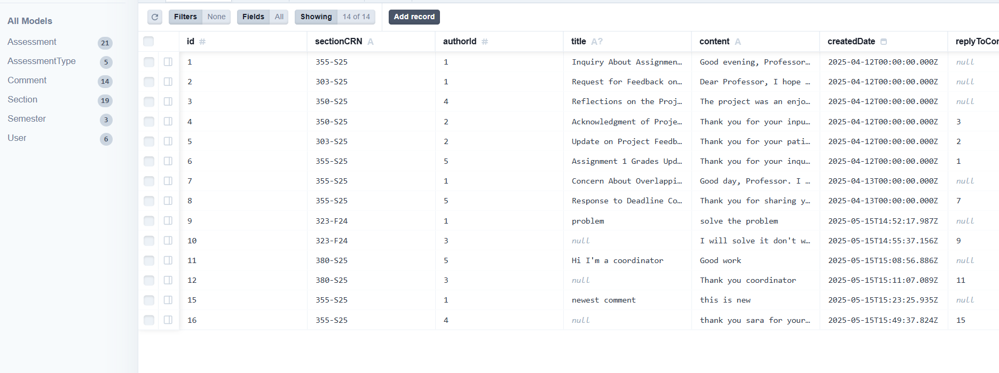 All Models
Assessment 21
AssessmentType 5
Comment 14
Section 19
Semester 3
User 6
Filters None Fields All Showing 14 of 14 Add record
id # sectionCRN A authorId # title A? content A createdDate replyToCor
1 355-S25 1 Inquiry About Assignmen… Good evening, Professor… 2025-04-12T00:00:00.000Z null
2 303-S25 1 Request for Feedback on… Dear Professor, I hope … 2025-04-12T00:00:00.000Z null
3 350-S25 4 Reflections on the Proj… The project was an enjo… 2025-04-12T00:00:00.000Z null
4 350-S25 2 Acknowledgment of Proje… Thank you for your inpu… 2025-04-12T00:00:00.000Z 3
5 303-S25 2 Update on Project Feedb… Thank you for your pati… 2025-04-12T00:00:00.000Z 2
6 355-S25 5 Assignment 1 Grades Upd… Thank you for your inqu… 2025-04-12T00:00:00.000Z 1
7 355-S25 1 Concern About Overlappi… Good day, Professor. I … 2025-04-13T00:00:00.000Z null
8 355-S25 5 Response to Deadline Co… Thank you for sharing y… 2025-04-13T00:00:00.000Z 7
9 323-F24 1 problem solve the problem 2025-05-15T14:52:17.987Z null
10 323-F24 3 null I will solve it don't w… 2025-05-15T14:55:37.156Z 9
11 380-S25 5 Hi I'm a coordinator Good work 2025-05-15T15:08:56.886Z null
12 380-S25 3 null Thank you coordinator 2025-05-15T15:11:07.089Z 11
15 355-S25 1 newest comment this is new 2025-05-15T15:23:25.935Z null
16 355-S25 4 null thank you sara for your… 2025-05-15T15:49:37.824Z 15